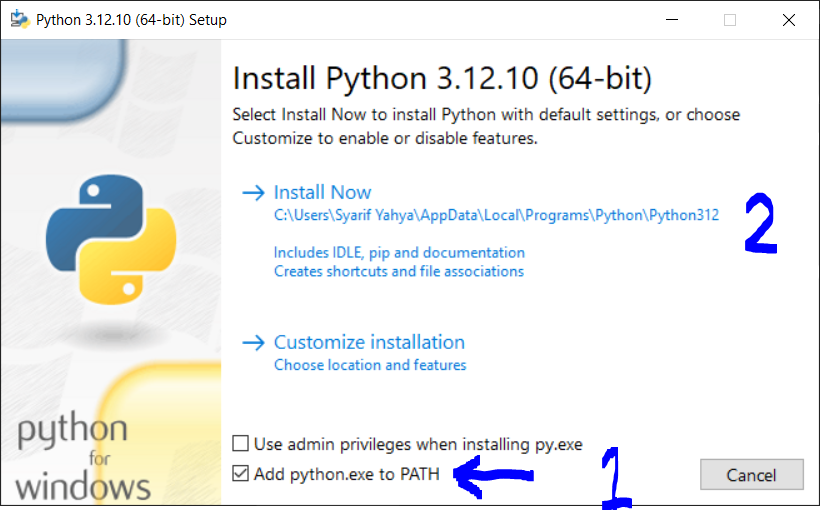 Python 3.12.10 (64-bit) Setup
Install Python 3.12.10 (64-bit)
Select Install Now to install Python with default settings, or choose
Customize to enable or disable features.
Install Now
C:\Users\Syarif Yahya\AppData\Local\Programs\Python\Python312
2
Includes IDLE, pip and documentation
Creates shortcuts and file associations
Customize installation
Choose location and features
Use admin privileges when installing py.exe
Add python.exe to PATH
1
Cancel
python
for
windows